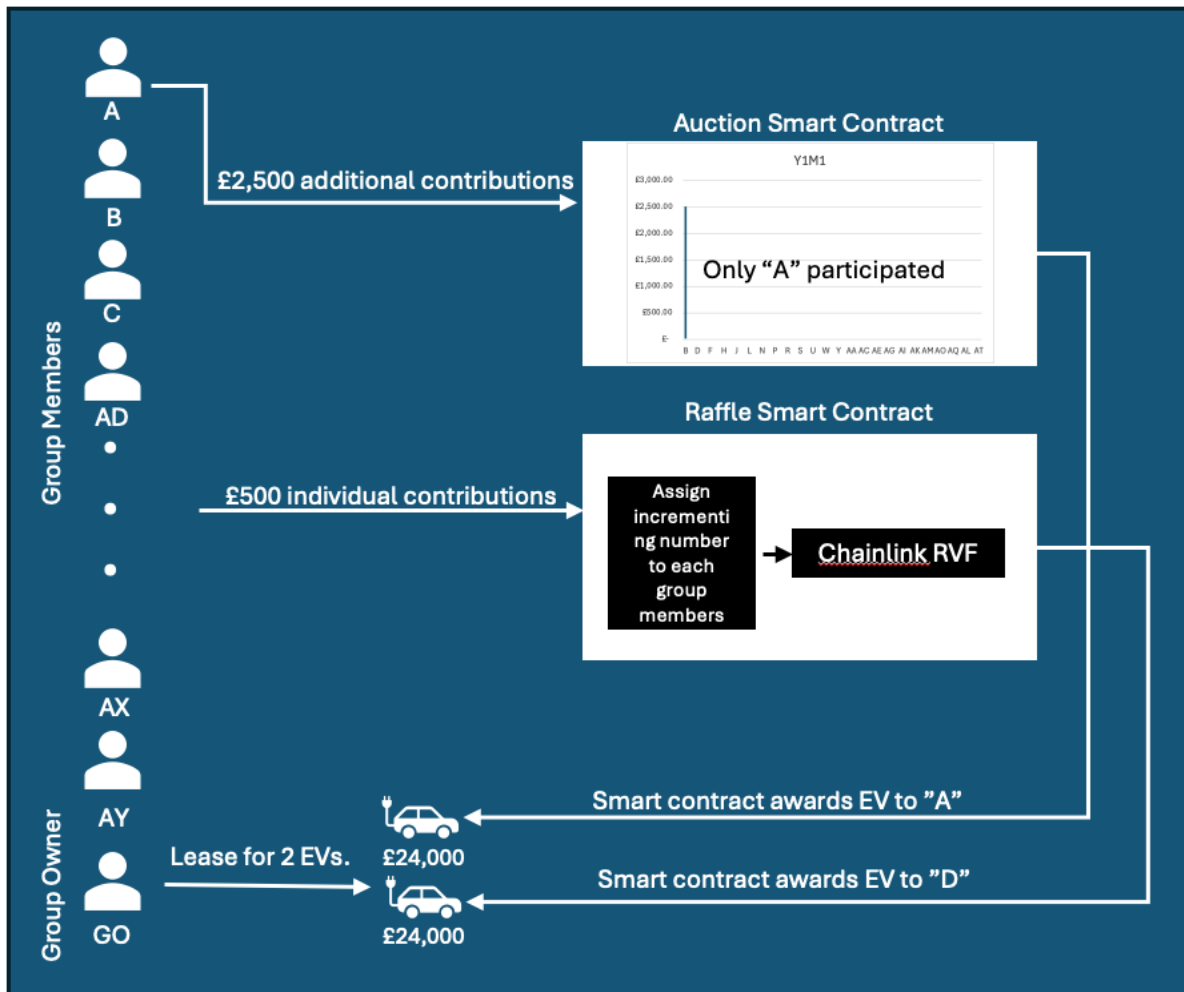 A
B
C
AD
AX
AY
GO
Group Members
Group Owner
£2,500 additional contributions
£500 individual contributions
Lease for 2 EVs.
Auction Smart Contract
Y1M1
£3,000.00
£2,500.00
£2,000.00
£1,500.00
£1,000.00
£500.00
£-
Only “A” participated
B D F H J L N P R S U W Y AA AC AE AG AI AK AM AO AQ AL AT
Raffle Smart Contract
Assign
incrementi
ng number
to each
group
members
Chainlink RVF
Smart contract awards EV to ”A”
£24,000
Smart contract awards EV to ”D”
£24,000